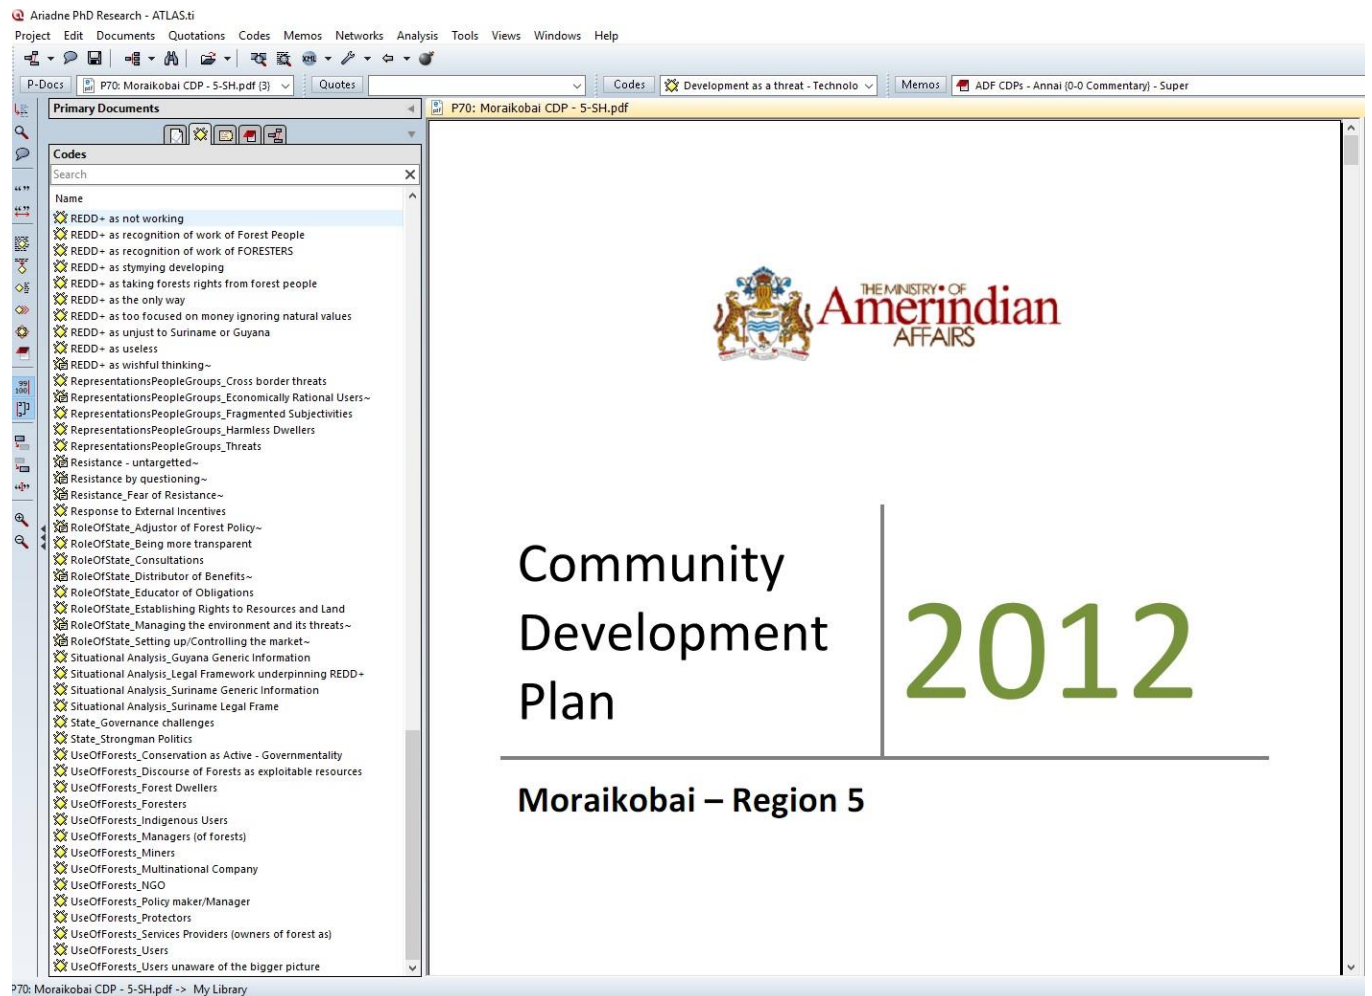 Ariadne PhD Research - ATLAS.ti
Project Edit Documents Quotations Codes Memos Networks Analysis Tools Views Windows Help
P-Docs P70: Moraikobai CDP - 5-SH.pdf {3} Quotes Codes Development as a threat - Technolo Memos ADF CDPs - Annai {0-0 Commentary} - Super
Primary Documents
P70: Moraikobai CDP - 5-SH.pdf
Codes
Search
Name
REDD+ as not working
REDD+ as recognition of work of Forest People
REDD+ as recognition of work of FORESTERS
REDD+ as stymying developing
REDD+ as taking forests rights from forest people
REDD+ as the only way
REDD+ as too focused on money ignoring natural values
REDD+ as unjust to Suriname or Guyana
REDD+ as useless
REDD+ as wishful thinking~
RepresentationsPeopleGroups_Cross border threats
RepresentationsPeopleGroups_Economically Rational Users~
RepresentationsPeopleGroups_Fragmented Subjectivities
RepresentationsPeopleGroups_Harmless Dwellers
RepresentationsPeopleGroups_Threats
Resistance - untargetted~
Resistance by questioning~
Resistance_Fear of Resistance~
Response to External Incentives
RoleOfState_Adjustor of Forest Policy~
RoleOfState_Being more transparent
RoleOfState_Consultations
RoleOfState_Distributor of Benefits~
RoleOfState_Educator of Obligations
RoleOfState_Establishing Rights to Resources and Land
RoleOfState_Managing the environment and its threats~
RoleOfState_Setting up/Controlling the market~
Situational Analysis_Guyana Generic Information
Situational Analysis_Legal Framework underpinning REDD+
Situational Analysis_Suriname Generic Information
Situational Analysis_Suriname Legal Frame
State_Governance challenges
State_Strongman Politics
UseOfForests_Conservation as Active - Governmentality
UseOfForests_Discourse of Forests as exploitable resources
UseOfForests_Forest Dwellers
UseOfForests_Foresters
UseOfForests_Indigenous Users
UseOfForests_Managers (of forests)
UseOfForests_Miners
UseOfForests_Multinational Company
UseOfForests_NGO
UseOfForests_Policy maker/Manager
UseOfForests_Protectors
UseOfForests_Services Providers (owners of forest as)
UseOfForests_Users
UseOfForests_Users unaware of the bigger picture
THE MINISTRY OF
Amerindian
AFFAIRS
Community
Development
Plan
2012
Moraikobai – Region 5
P70: Moraikobai CDP - 5-SH.pdf -> My Library